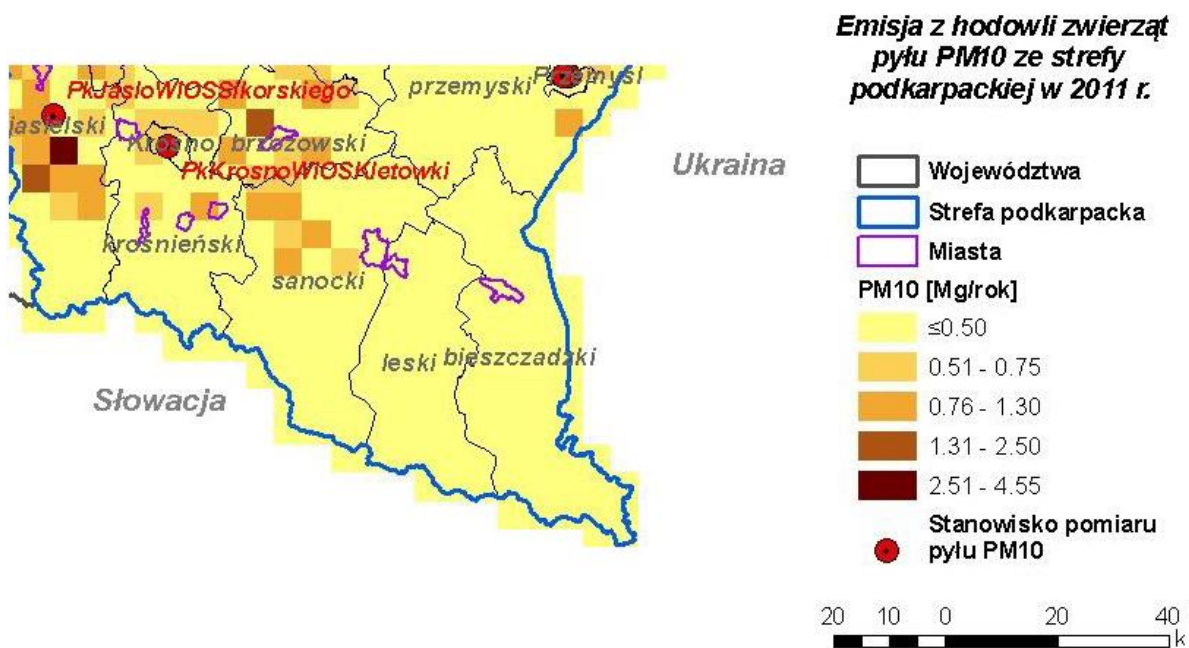 Emisja z hodowli zwierząt
pyłu PM10 ze strefy
podkarpackiej w 2011 r.
PkJasloWIOSSikorskiego
przemyski
Przemysl
jasielski
Krosno
brzozowski
PkKrosnoWIOSKletowki
Ukraina
krośnieński
sanocki
leski
bieszczadzki
Słowacja
Województwa
Strefa podkarpacka
Miasta
PM10 [Mg/rok]
≤0.50
0.51 - 0.75
0.76 - 1.30
1.31 - 2.50
2.51 - 4.55
Stanowisko pomiaru
pyłu PM10
20 10 0 20 40
k